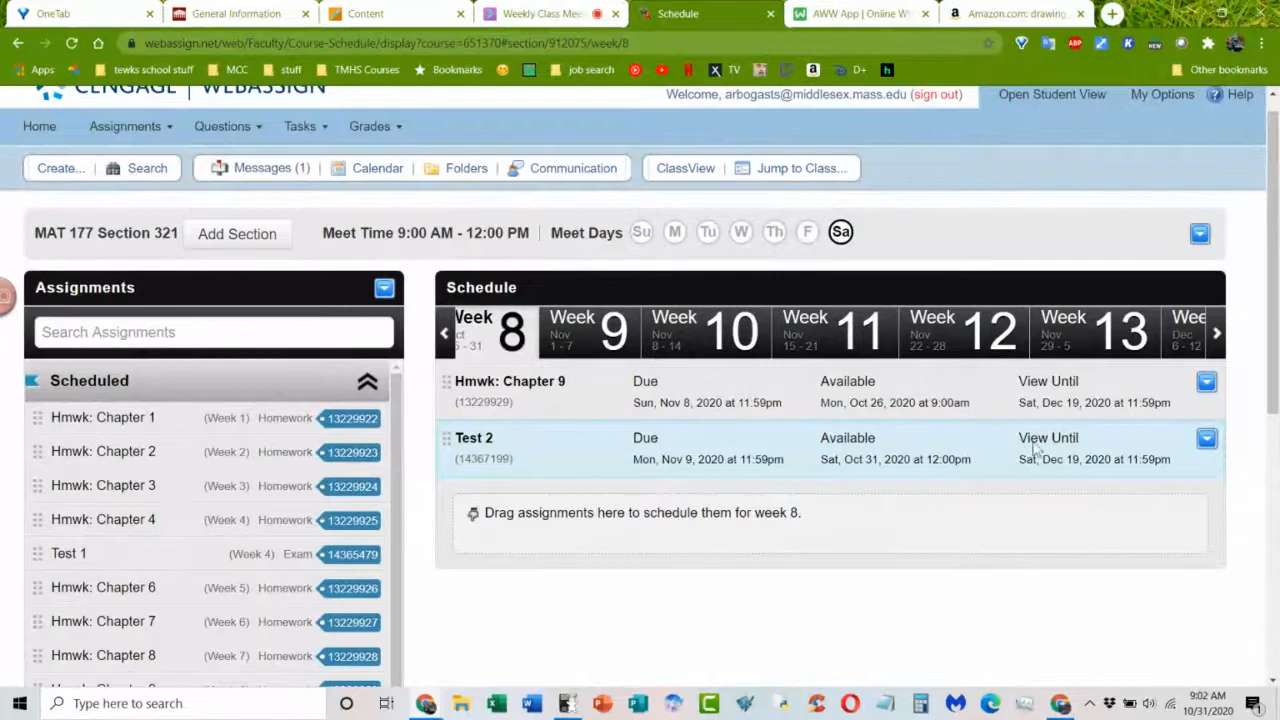 OneTab
General Information
Content
Weekly Class Mee
Schedule
AWW App | Online W
Amazon.com: drawing
webassign.net/web/Faculty/Course-Schedule/display?course=651370#section/912075/week/8
Apps
tewks school stuff
MCC
stuff
TMHS Courses
Bookmarks
job search
TV
D+
Other bookmarks
CENGAGE | WEBASSIGN
Welcome, arbogasts@middlesex.mass.edu (sign out)
Open Student View
My Options
Help
Home
Assignments
Questions
Tasks
Grades
Create... | Search
Messages (1) | Calendar | Folders | Communication
ClassView | Jump to Class...
MAT 177 Section 321
Add Section
Meet Time 9:00 AM - 12:00 PM
Meet Days Su M Tu W Th F Sa
Assignments
Search Assignments
Scheduled
Hmwk: Chapter 1 (Week 1) Homework 13229922
Hmwk: Chapter 2 (Week 2) Homework 13229923
Hmwk: Chapter 3 (Week 3) Homework 13229924
Hmwk: Chapter 4 (Week 4) Homework 13229925
Test 1 (Week 4) Exam 14365479
Hmwk: Chapter 6 (Week 5) Homework 13229926
Hmwk: Chapter 7 (Week 6) Homework 13229927
Hmwk: Chapter 8 (Week 7) Homework 13229928
Schedule
Week 8
- 31
Week 9
Nov
1 - 7
Week 10
Nov
8 - 14
Week 11
Nov
15 - 21
Week 12
Nov
22 - 28
Week 13
Nov
29 - 5
Wee
Dec
6 - 12
Hmwk: Chapter 9 Due Available View Until
(13229929) Sun, Nov 8, 2020 at 11:59pm Mon, Oct 26, 2020 at 9:00am Sat, Dec 19, 2020 at 11:59pm
Test 2 Due Available View Until
(14367199) Mon, Nov 9, 2020 at 11:59pm Sat, Oct 31, 2020 at 12:00pm Sat, Dec 19, 2020 at 11:59pm
Drag assignments here to schedule them for week 8.
Type here to search
9:02 AM
10/31/2020